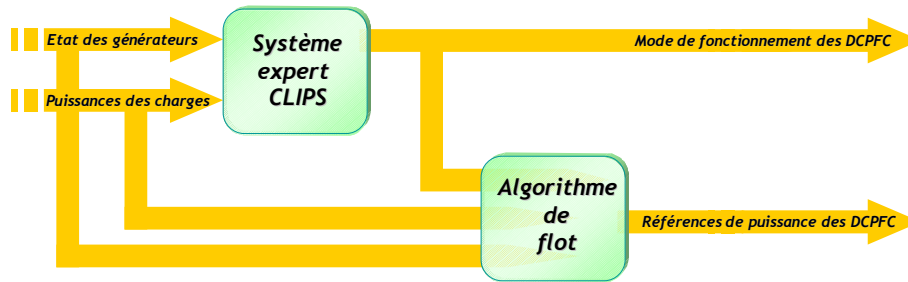 Etat des générateurs
Puissances des charges
Système
expert
CLIPS
Mode de fonctionnement des DCPFC
Algorithme
de
flot
Références de puissance des DCPFC